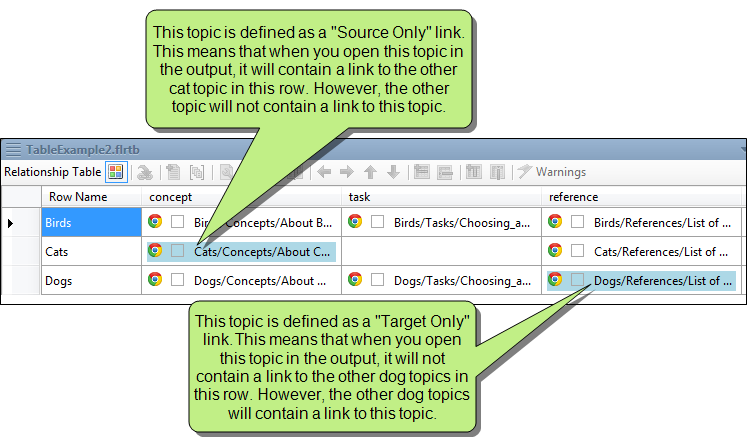 This topic is defined as a "Source Only" link.
This means that when you open this topic in
the output, it will contain a link to the other
cat topic in this row. However, the other
topic will not contain a link to this topic.
TableExample2.flrtb
Relationship Table
Warnings
Row Name concept task reference
Birds Birds/Concepts/About B... Birds/Tasks/Choosing_a... Birds/References/List of ...
Cats Cats/Concepts/About C... Cats/References/List of ...
Dogs Dogs/Concepts/About ... Dogs/Tasks/Choosing_a... Dogs/References/List of ...
This topic is defined as a "Target Only"
link.This means that when you open
this topic in the output, it will not
contain a link to the other dog topics in
this row. However, the other dog topics
will contain a link to this topic.